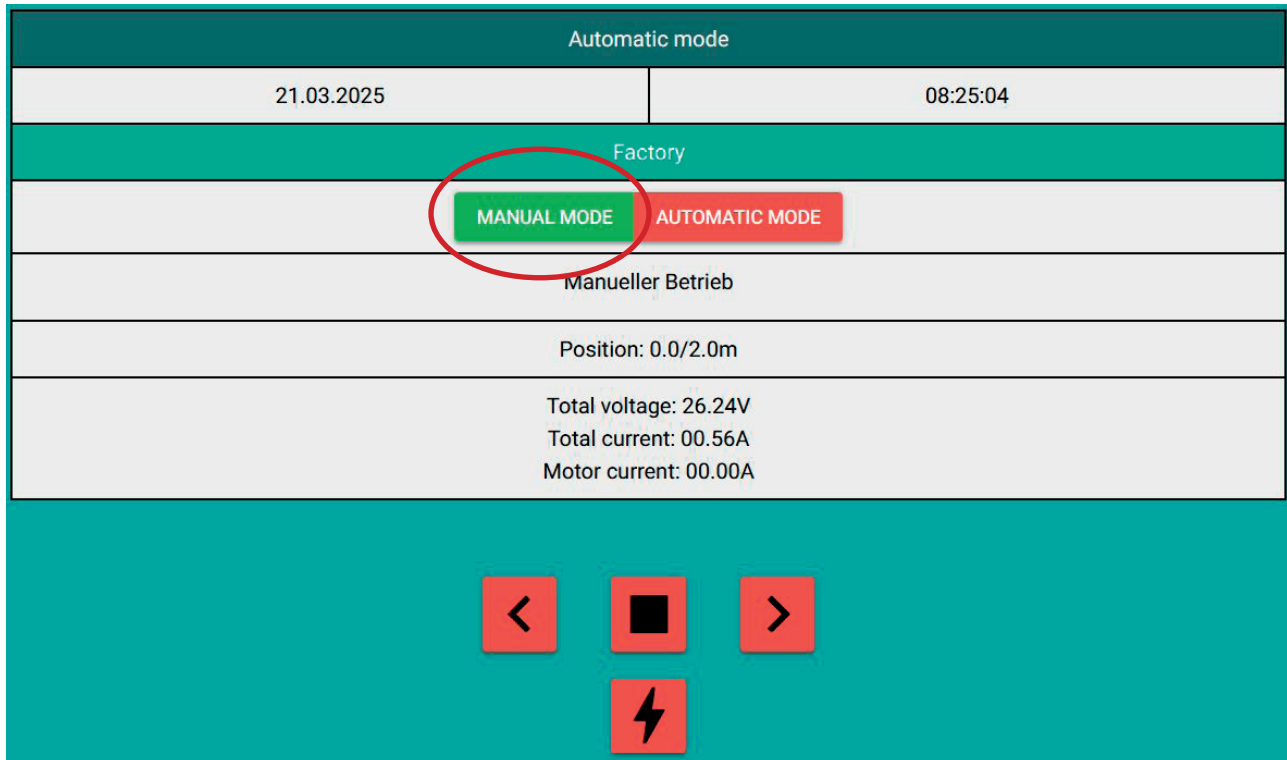 Automatic mode
21.03.2025 08:25:04
Factory
MANUAL MODE AUTOMATIC MODE
Manueller Betrieb
Position: 0.0/2.0m
Total voltage: 26.24V
Total current: 00.56A
Motor current: 00.00A